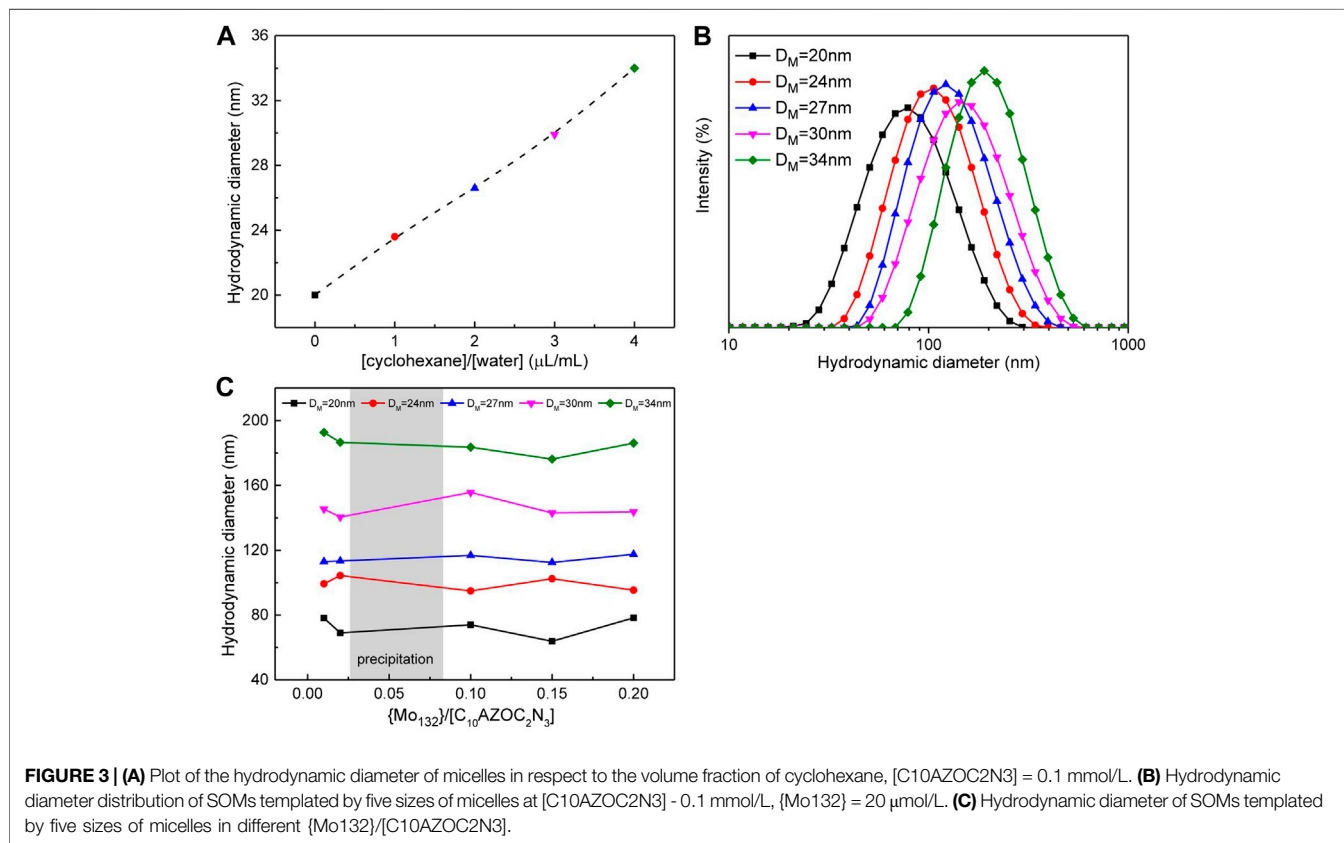 A
36
32
28
24
20
Hydrodynamic diameter (nm)
0 1 2 3 4
[cyclohexane]/[water] (μL/mL)
B
D_M=20nm
D_M=24nm
D_M=27nm
D_M=30nm
D_M=34nm
Intensity (%)
10 100 1000
Hydrodynamic diameter (nm)
C
D_M=20nm D_M=24nm D_M=27nm D_M=30nm D_M=34nm
200
160
120
80
40
Hydrodynamic diameter (nm)
precipitation
0.00 0.05 0.10 0.15 0.20
{Mo₁₃₂}/[C₁₀AZOC₂N₃]
FIGURE 3 | (A) Plot of the hydrodynamic diameter of micelles in respect to the volume fraction of cyclohexane, [C10AZOC2N3] = 0.1 mmol/L. (B) Hydrodynamic
diameter distribution of SOMs templated by five sizes of micelles at [C10AZOC2N3] - 0.1 mmol/L, {Mo132} = 20 μmol/L. (C) Hydrodynamic diameter of SOMs templated
by five sizes of micelles in different {Mo132}/[C10AZOC2N3].